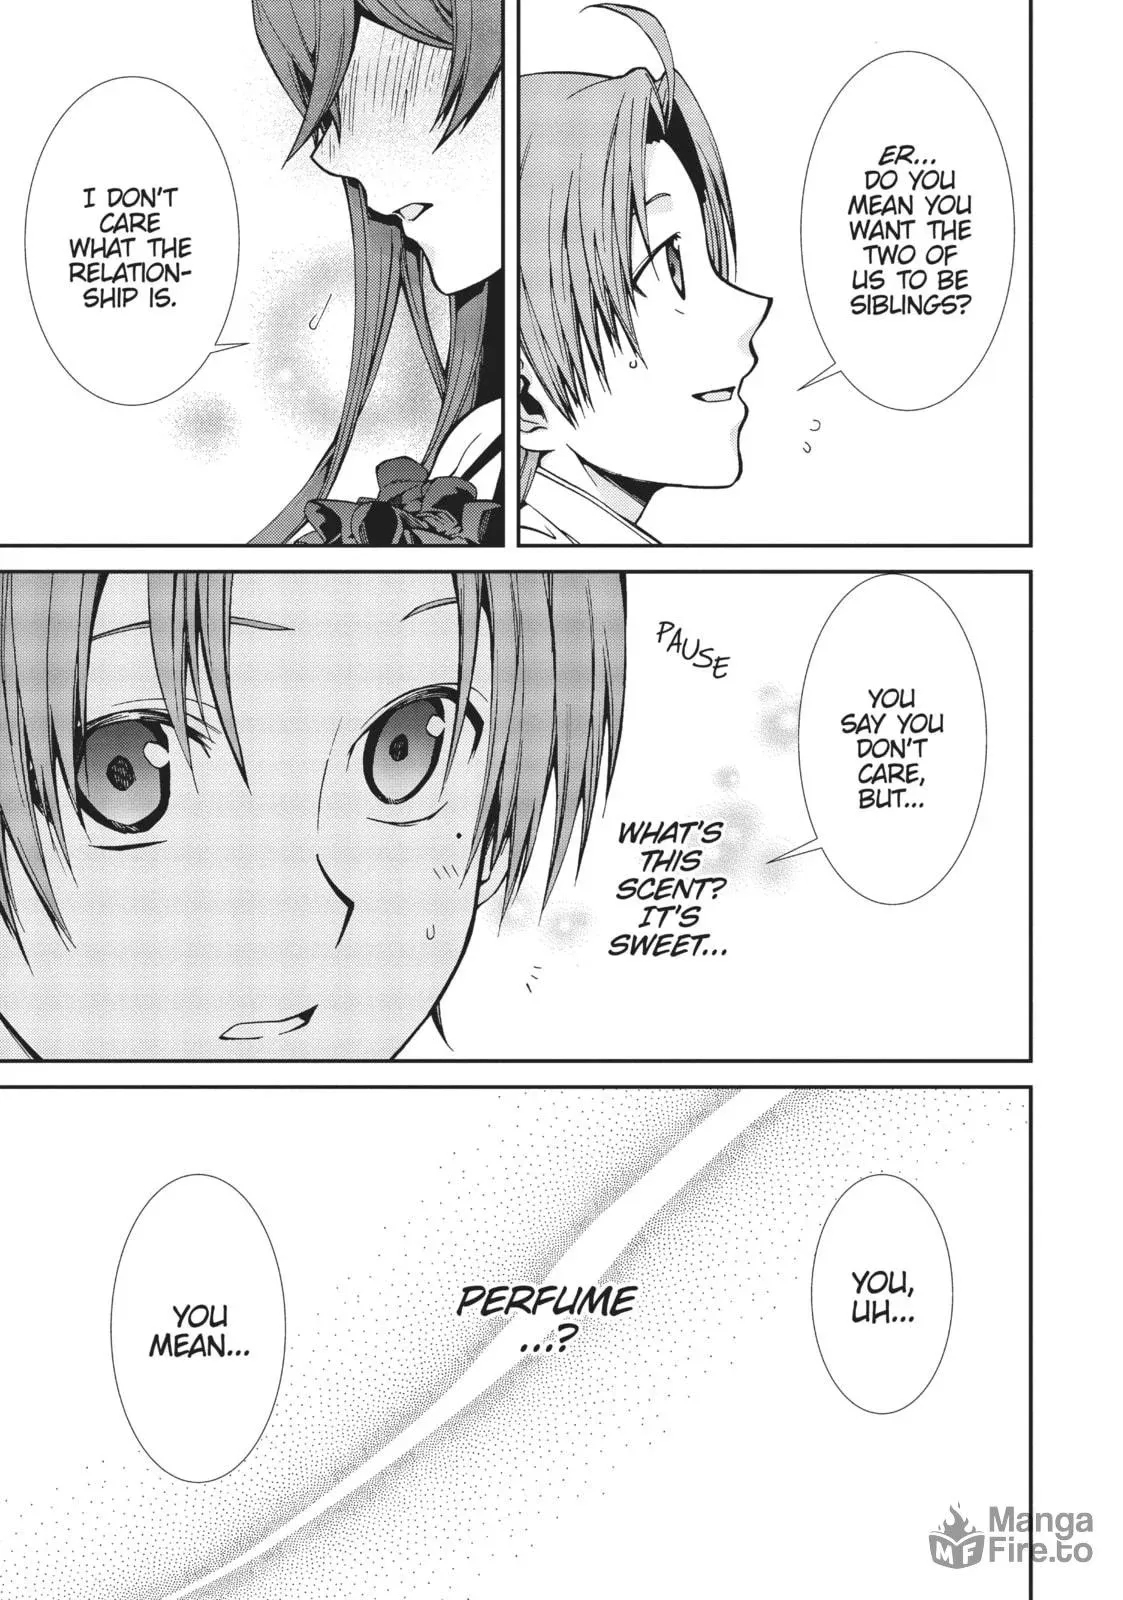 ER...
DO YOU
MEAN YOU
WANT THE
TWO OF
US TO BE
SIBLINGS?
I DON'T
CARE
WHAT THE
RELATION-
SHIP IS.
PAUSE
YOU
SAY YOU
DON'T
CARE,
BUT...
WHAT'S
THIS
SCENT?
IT'S
SWEET...
YOU,
UH...
PERFUME
...?
YOU
MEAN...
MF
Manga
Fire.to